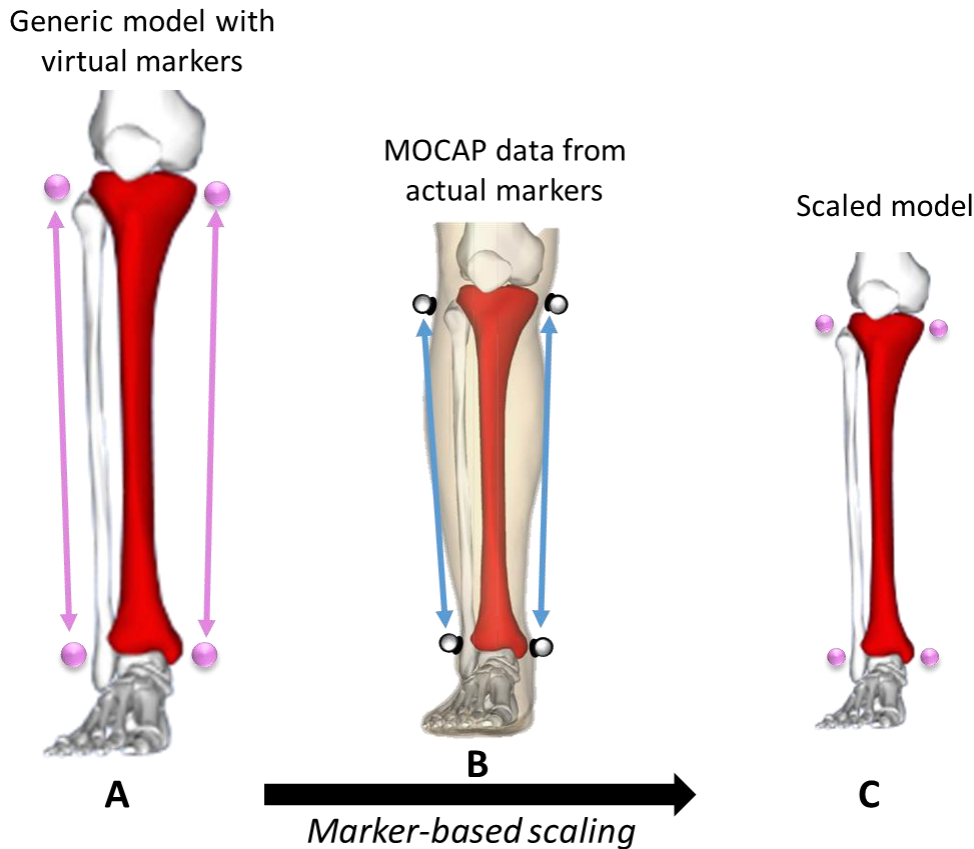 Generic model with
virtual markers
MOCAP data from
actual markers
Scaled model
A
B
C
Marker-based scaling